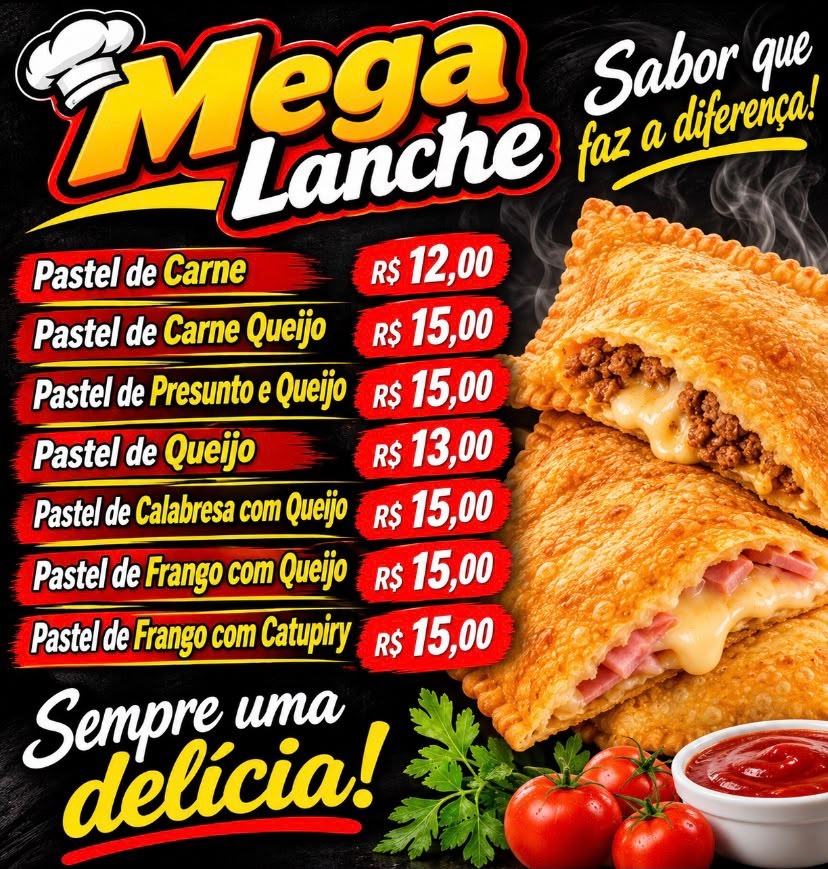 Mega
Lanche
Sabor que
faz a diferença!
Pastel de Carne R$ 12,00
Pastel de Carne Queijo R$ 15,00
Pastel de Presunto e Queijo R$ 15,00
Pastel de Queijo R$ 13,00
Pastel de Calabresa com Queijo R$ 15,00
Pastel de Frango com Queijo R$ 15,00
Pastel de Frango com Catupiry R$ 15,00
Sempre uma
delícia!